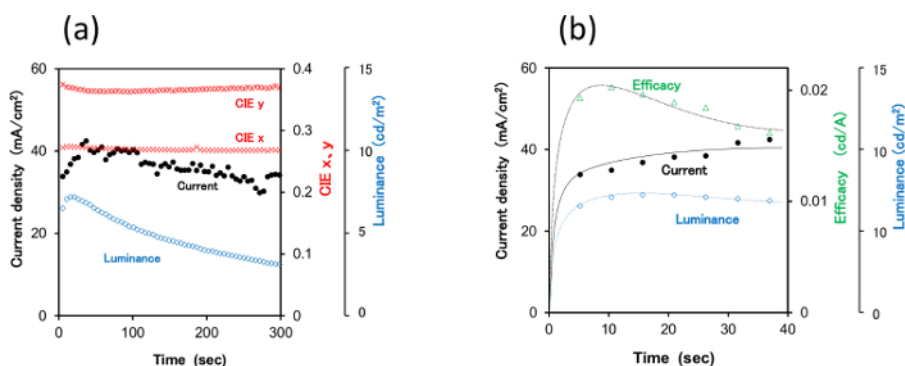 (a)
60
40
20
0
Current density (mA/cm²)
0
100
200
300
Time (sec)
CIE y
CIE x
Current
Luminance
0.4
0.3
0.2
0.1
0
CIE x, y
15
10
5
0
Luminance (cd/m²)
(b)
60
40
20
0
Current density (mA/cm²)
0
10
20
30
40
Time (sec)
Efficacy
Current
Luminance
0.02
0.01
0
Efficacy (cd/A)
15
10
10
0
Luminance (cd/m²)